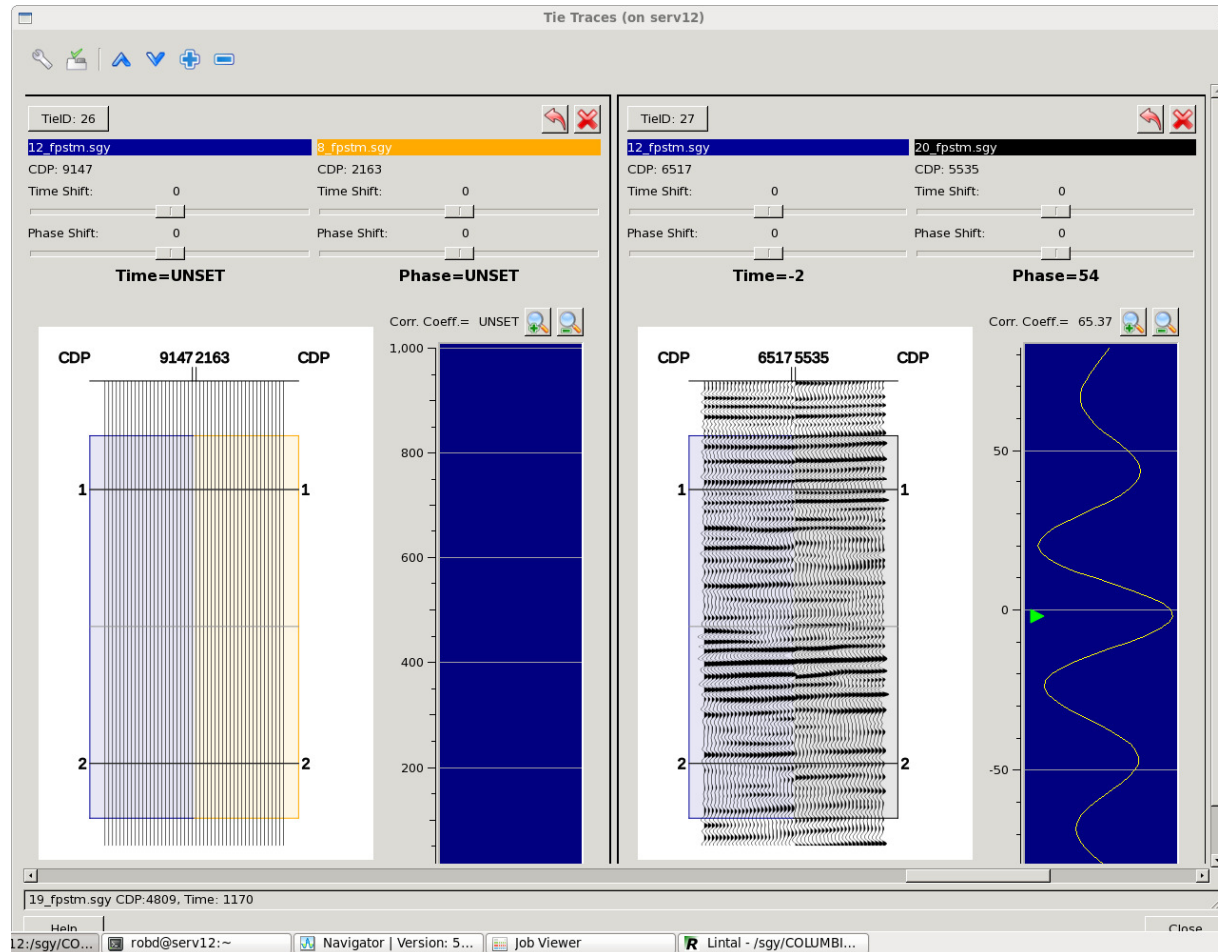 Tie Traces (on serv12)
TieID: 26
12_fpstm.sgy 8_fpstm.sgy
CDP: 9147 CDP: 2163
Time Shift: 0 Time Shift: 0
Phase Shift: 0 Phase Shift: 0
Time=UNSET Phase=UNSET
Corr. Coeff.= UNSET
CDP 9147 2163 CDP
1 1
2 2
1,000
800
600
400
200
TieID: 27
12_fpstm.sgy 20_fpstm.sgy
CDP: 6517 CDP: 5535
Time Shift: 0 Time Shift: 0
Phase Shift: 0 Phase Shift: 0
Time=-2 Phase=54
Corr. Coeff.= 65.37
CDP 6517 5535 CDP
1 1
2 2
50
0
-50
19_fpstm.sgy CDP:4809, Time: 1170
Help Close
12:/sgy/CO... robd@serv12:~ Navigator | Version: 5... Job Viewer Lintal - /sgy/COLUMBI...